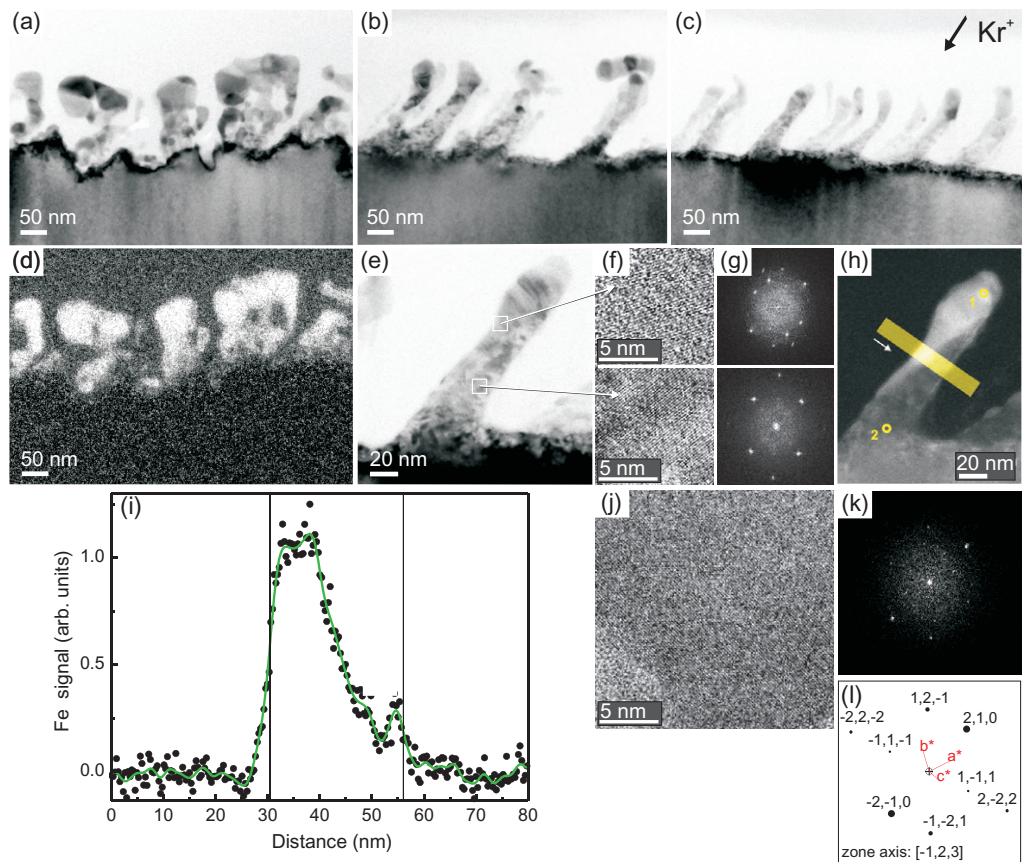 (a)
50 nm
(b)
50 nm
(c)
Kr+
50 nm
(d)
50 nm
(e)
20 nm
(f)
5 nm
5 nm
(g)
(h)
1
2
20 nm
(i)
Fe signal (arb. units)
1.0
0.5
0.0
0 10 20 30 40 50 60 70 80
Distance (nm)
(j)
5 nm
(k)
(l)
1,2,-1
-2,2,-2
2,1,0
-1,1,-1
b*
a*
c*
1,-1,1
-2,-1,0
2,-2,2
-1,-2,1
zone axis: [-1,2,3]